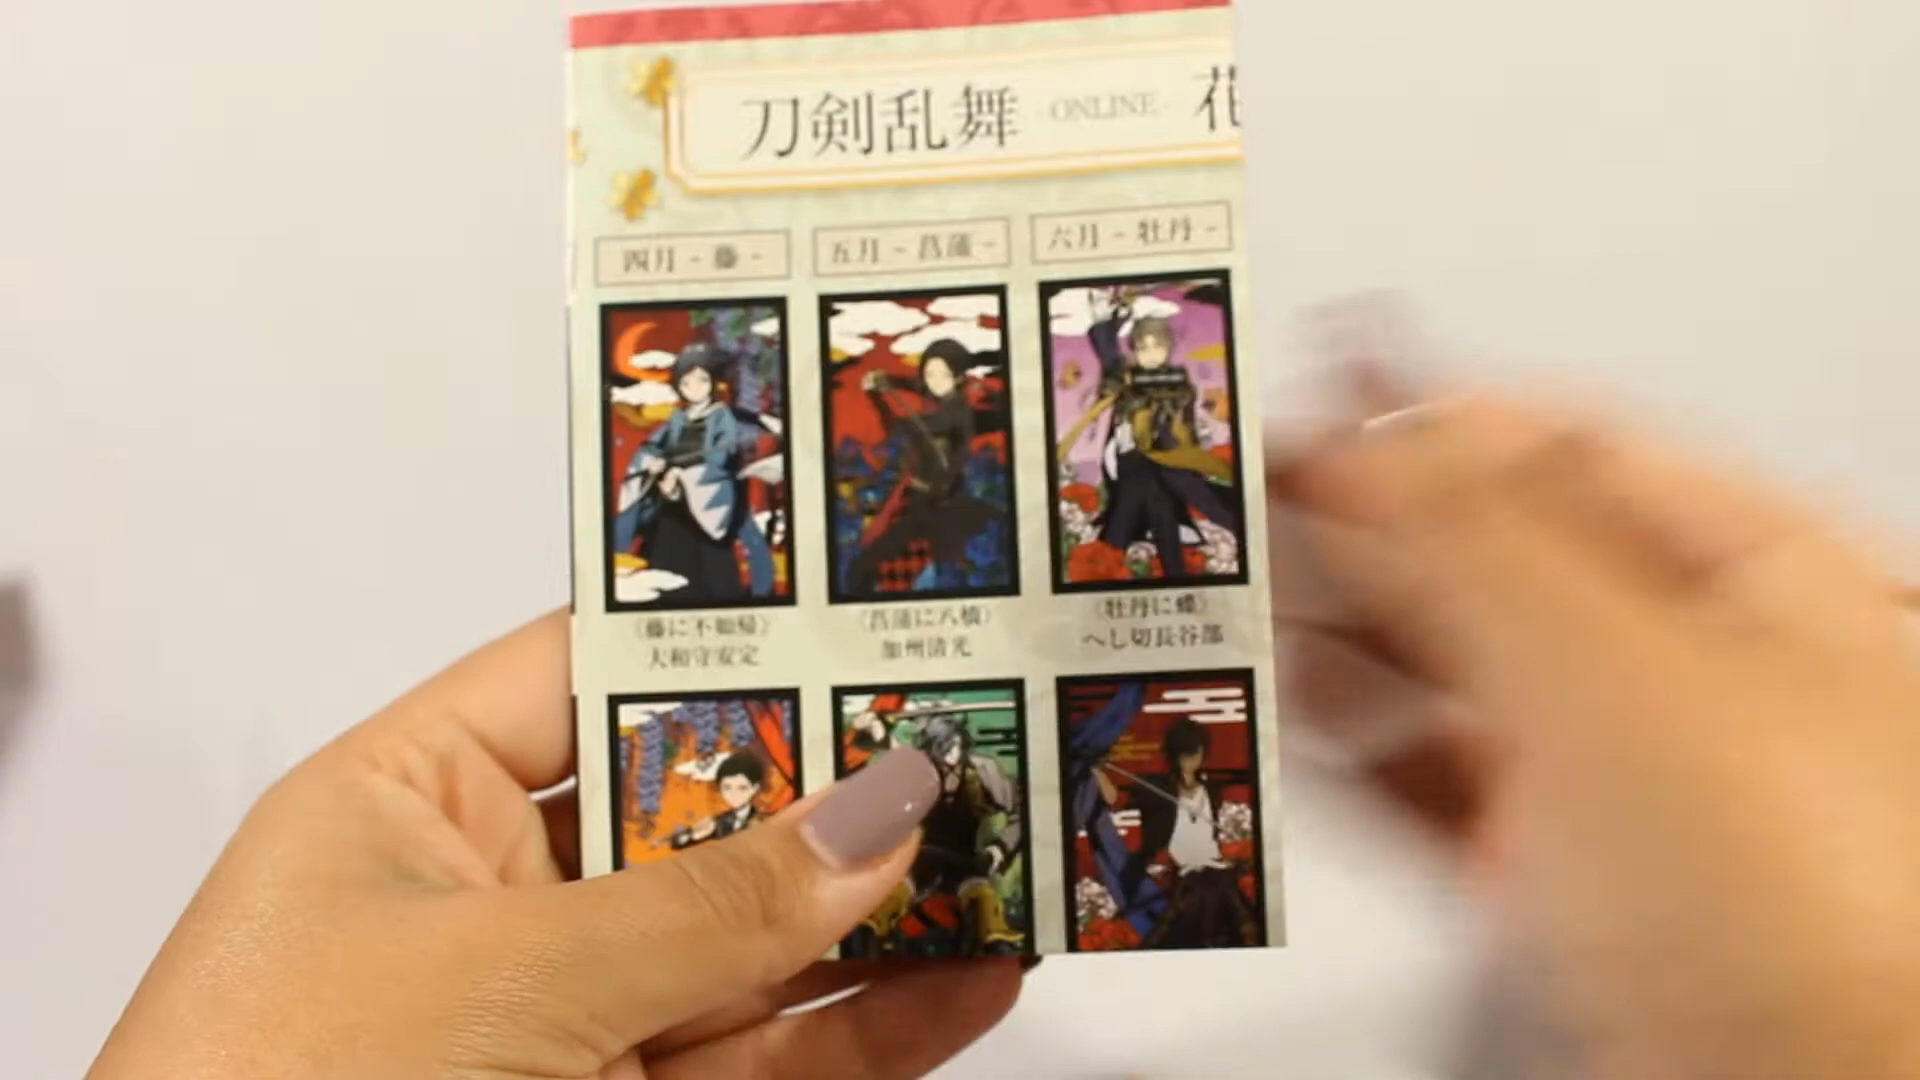 刀剣乱舞 -ONLINE- 花
四月 - 藤 -
五月 - 菖蒲 -
六月 - 牡丹 -
《藤に不如帰》
大和守安定
《菖蒲に八橋》
加州清光
《牡丹に蝶》
へし切長谷部